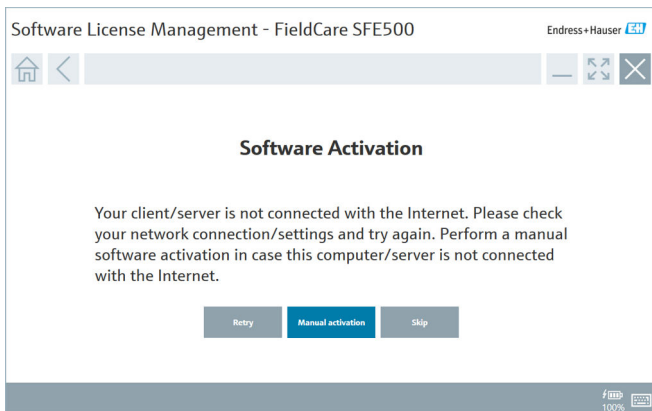 Software License Management - FieldCare SFE500
Endress+Hauser EH
Software Activation
Your client/server is not connected with the Internet. Please check
your network connection/settings and try again. Perform a manual
software activation in case this computer/server is not connected
with the Internet.
Retry
Manual activation
Skip
100%